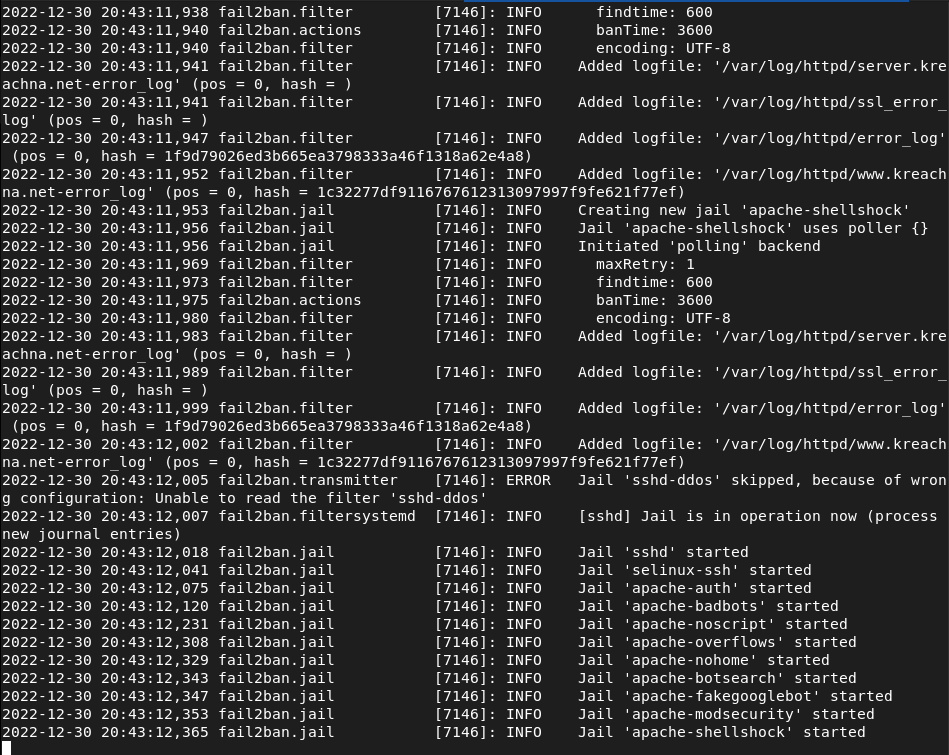 2022-12-30 20:43:11,938 fail2ban.filter         [7146]: INFO      findtime: 600
2022-12-30 20:43:11,940 fail2ban.actions        [7146]: INFO      banTime: 3600
2022-12-30 20:43:11,940 fail2ban.filter         [7146]: INFO      encoding: UTF-8
2022-12-30 20:43:11,941 fail2ban.filter         [7146]: INFO    Added logfile: '/var/log/httpd/server.kre
achna.net-error_log' (pos = 0, hash = )
2022-12-30 20:43:11,941 fail2ban.filter         [7146]: INFO    Added logfile: '/var/log/httpd/ssl_error_
log' (pos = 0, hash = )
2022-12-30 20:43:11,947 fail2ban.filter         [7146]: INFO    Added logfile: '/var/log/httpd/error_log'
 (pos = 0, hash = 1f9d79026ed3b665ea3798333a46f1318a62e4a8)
2022-12-30 20:43:11,952 fail2ban.filter         [7146]: INFO    Added logfile: '/var/log/httpd/www.kreach
na.net-error_log' (pos = 0, hash = 1c32277df9116767612313097997f9fe621f77ef)
2022-12-30 20:43:11,953 fail2ban.jail           [7146]: INFO    Creating new jail 'apache-shellshock'
2022-12-30 20:43:11,956 fail2ban.jail           [7146]: INFO    Jail 'apache-shellshock' uses poller {}
2022-12-30 20:43:11,956 fail2ban.jail           [7146]: INFO    Initiated 'polling' backend
2022-12-30 20:43:11,969 fail2ban.filter         [7146]: INFO      maxRetry: 1
2022-12-30 20:43:11,973 fail2ban.filter         [7146]: INFO      findtime: 600
2022-12-30 20:43:11,975 fail2ban.actions        [7146]: INFO      banTime: 3600
2022-12-30 20:43:11,980 fail2ban.filter         [7146]: INFO      encoding: UTF-8
2022-12-30 20:43:11,983 fail2ban.filter         [7146]: INFO    Added logfile: '/var/log/httpd/server.kre
achna.net-error_log' (pos = 0, hash = )
2022-12-30 20:43:11,989 fail2ban.filter         [7146]: INFO    Added logfile: '/var/log/httpd/ssl_error_
log' (pos = 0, hash = )
2022-12-30 20:43:11,999 fail2ban.filter         [7146]: INFO    Added logfile: '/var/log/httpd/error_log'
 (pos = 0, hash = 1f9d79026ed3b665ea3798333a46f1318a62e4a8)
2022-12-30 20:43:12,002 fail2ban.filter         [7146]: INFO    Added logfile: '/var/log/httpd/www.kreach
na.net-error_log' (pos = 0, hash = 1c32277df9116767612313097997f9fe621f77ef)
2022-12-30 20:43:12,005 fail2ban.transmitter    [7146]: ERROR   Jail 'sshd-ddos' skipped, because of wron
g configuration: Unable to read the filter 'sshd-ddos'
2022-12-30 20:43:12,007 fail2ban.filtersystemd  [7146]: INFO    [sshd] Jail is in operation now (process
new journal entries)
2022-12-30 20:43:12,018 fail2ban.jail           [7146]: INFO    Jail 'sshd' started
2022-12-30 20:43:12,041 fail2ban.jail           [7146]: INFO    Jail 'selinux-ssh' started
2022-12-30 20:43:12,075 fail2ban.jail           [7146]: INFO    Jail 'apache-auth' started
2022-12-30 20:43:12,120 fail2ban.jail           [7146]: INFO    Jail 'apache-badbots' started
2022-12-30 20:43:12,231 fail2ban.jail           [7146]: INFO    Jail 'apache-noscript' started
2022-12-30 20:43:12,308 fail2ban.jail           [7146]: INFO    Jail 'apache-overflows' started
2022-12-30 20:43:12,329 fail2ban.jail           [7146]: INFO    Jail 'apache-nohome' started
2022-12-30 20:43:12,343 fail2ban.jail           [7146]: INFO    Jail 'apache-botsearch' started
2022-12-30 20:43:12,347 fail2ban.jail           [7146]: INFO    Jail 'apache-fakegooglebot' started
2022-12-30 20:43:12,353 fail2ban.jail           [7146]: INFO    Jail 'apache-modsecurity' started
2022-12-30 20:43:12,365 fail2ban.jail           [7146]: INFO    Jail 'apache-shellshock' started